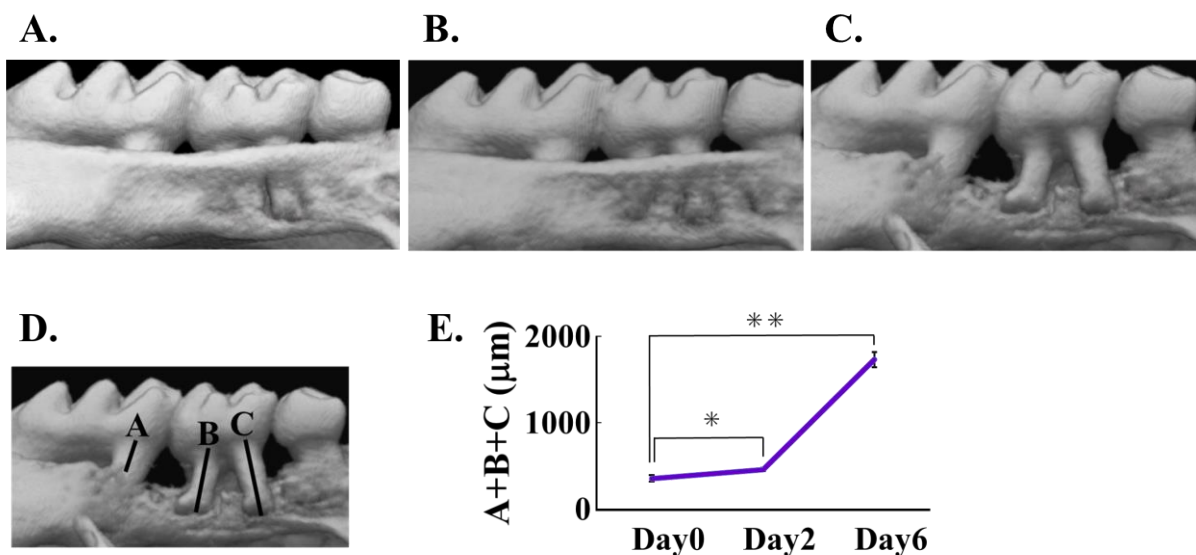 A.
B.
C.
D.
A
B
C
E.
A+B+C (μm)
2000
1000
0
**
*
Day0
Day2
Day6